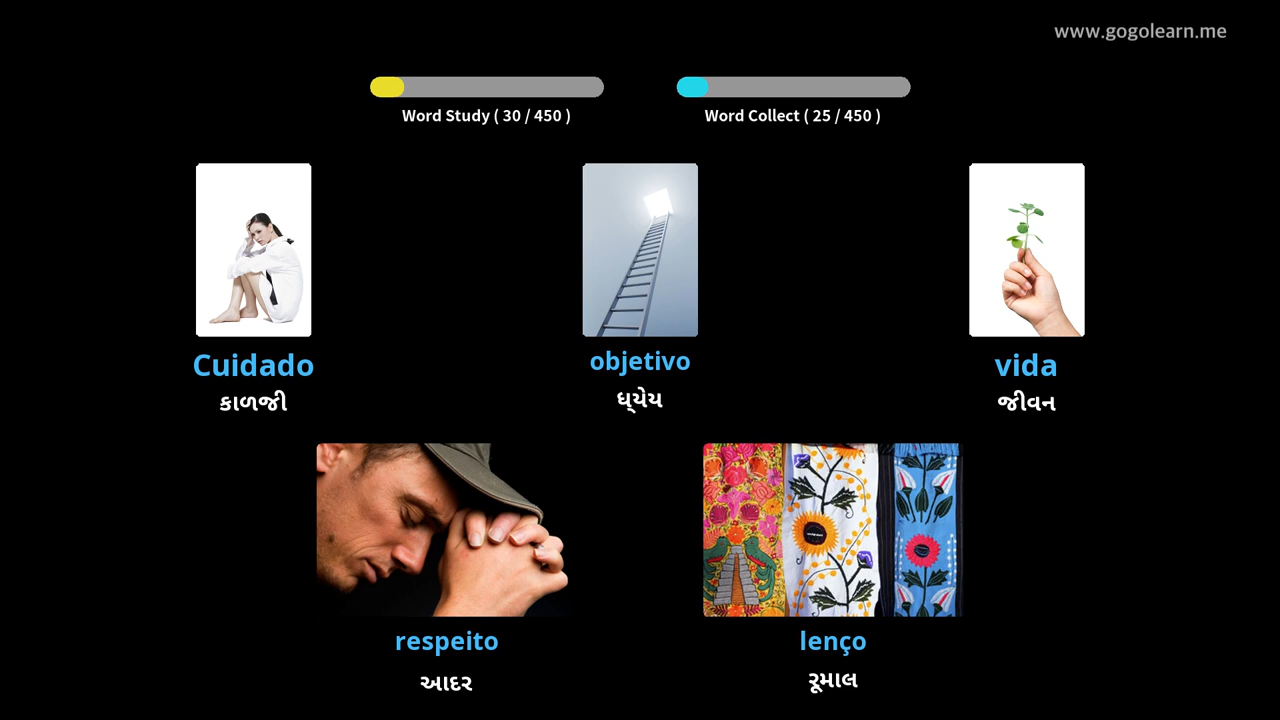 www.gogolearn.me
Word Study ( 30 / 450 )
Word Collect ( 25 / 450 )
Cuidado
કાળજી
objetivo
ધ્યેય
vida
જીવન
respeito
આદર
lenço
રૂમાલ